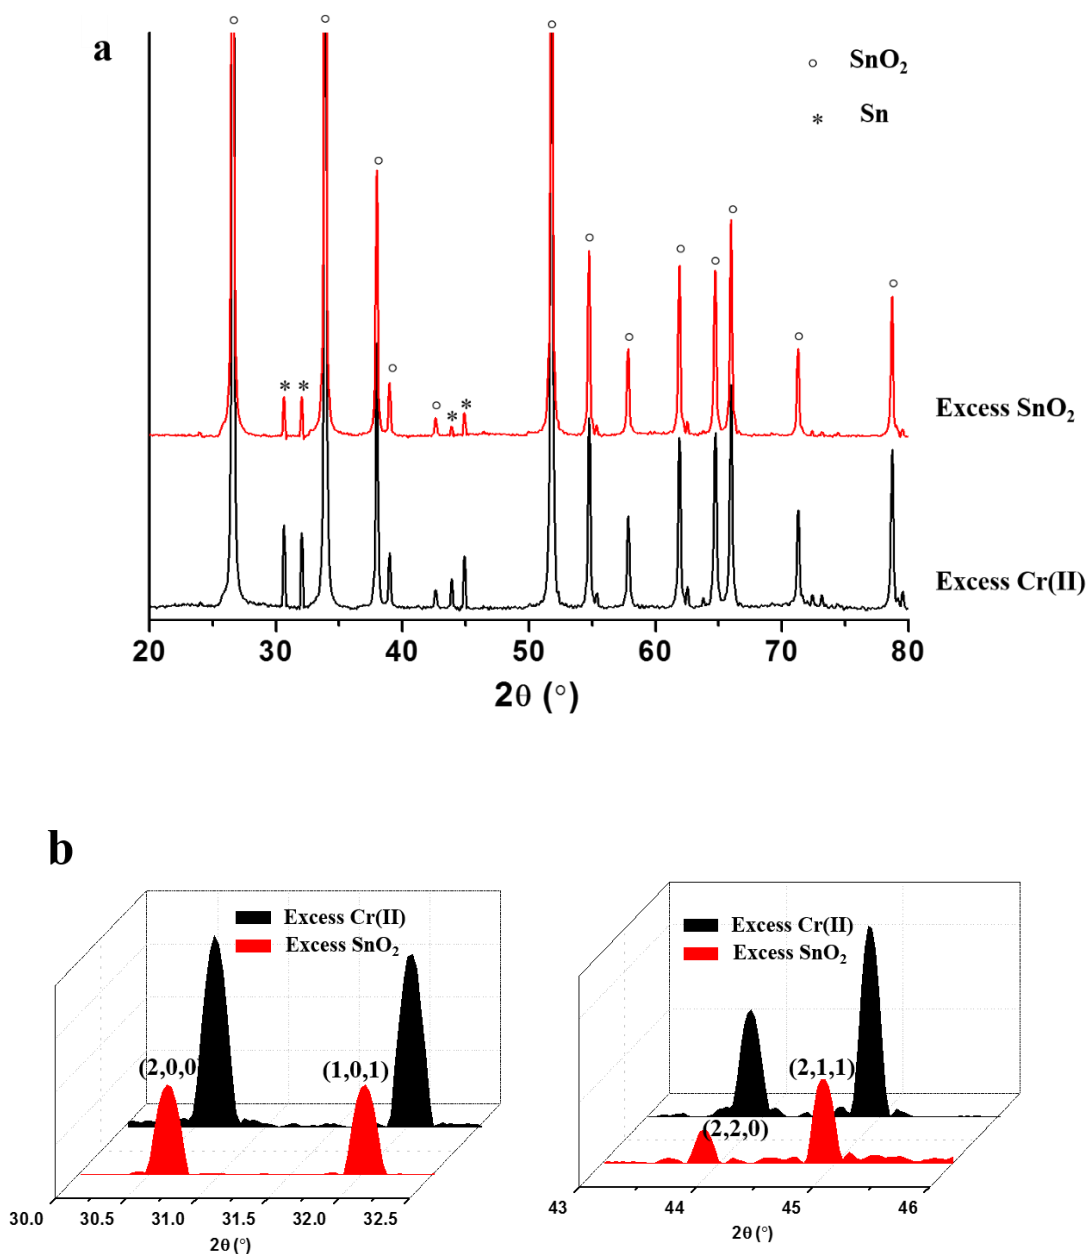 a
○ SnO₂
* Sn
Excess SnO₂
Excess Cr(II)
20 30 40 50 60 70 80
2θ (°)
b
Excess Cr(II)
Excess SnO₂
(2,0,0)
(1,0,1)
30.0 30.5 31.0 31.5 32.0 32.5
2θ (°)
Excess Cr(II)
Excess SnO₂
(2,1,1)
(2,2,0)
43 44 45 46
2θ (°)